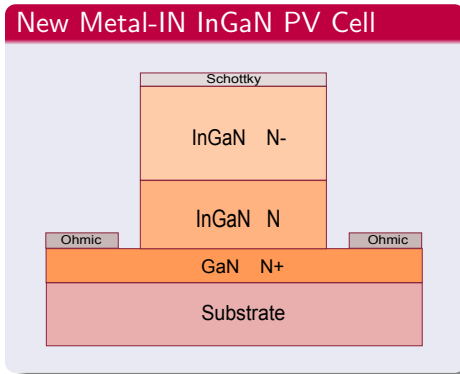 New Metal-IN InGaN PV Cell
Schottky
InGaN N-
InGaN N
Ohmic Ohmic
GaN N+
Substrate